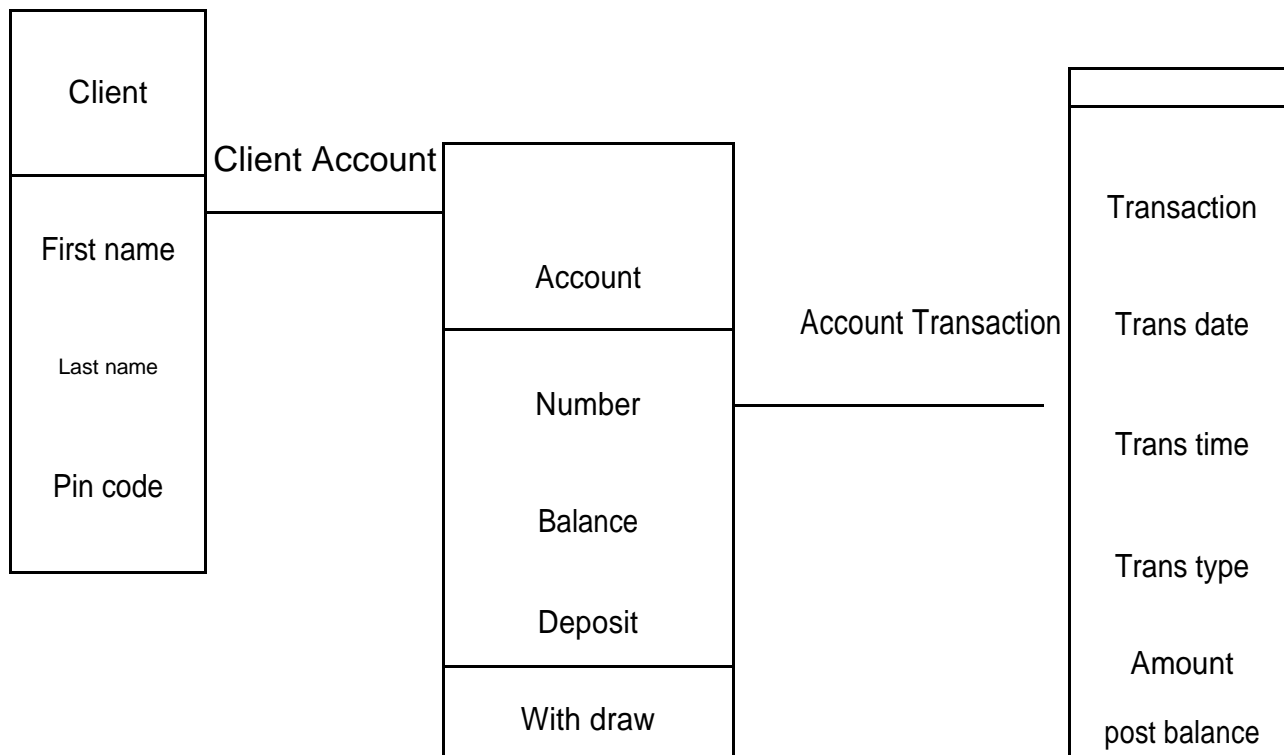 Client
First name
Last name
Pin code
Client Account
Account
Number
Balance
Deposit
With draw
Account Transaction
Transaction
Trans date
Trans time
Trans type
Amount
post balance